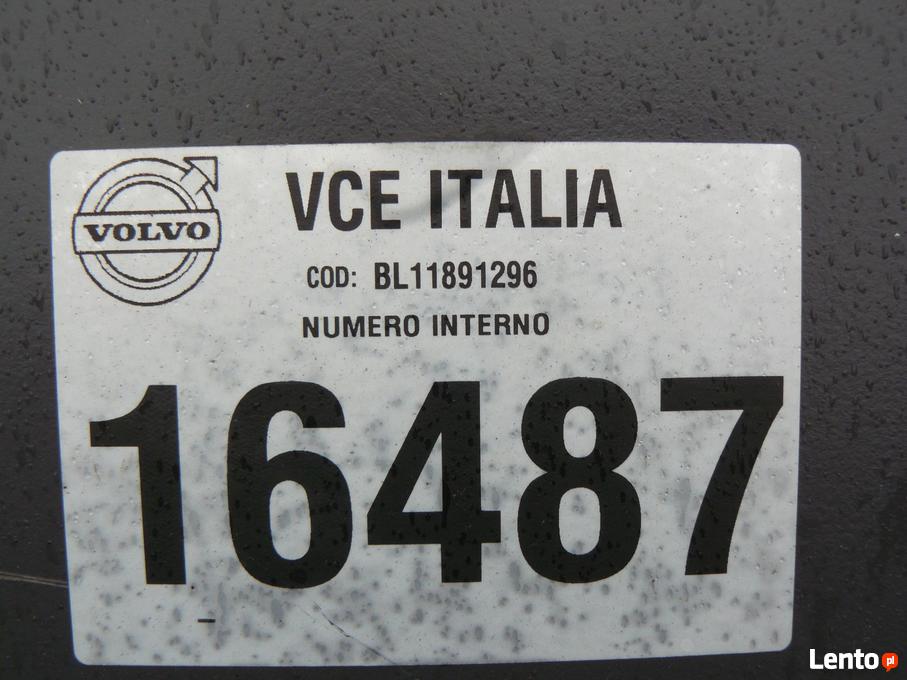 VOLVO
VCE ITALIA
COD: BL11891296
NUMERO INTERNO
16487
Lento pl